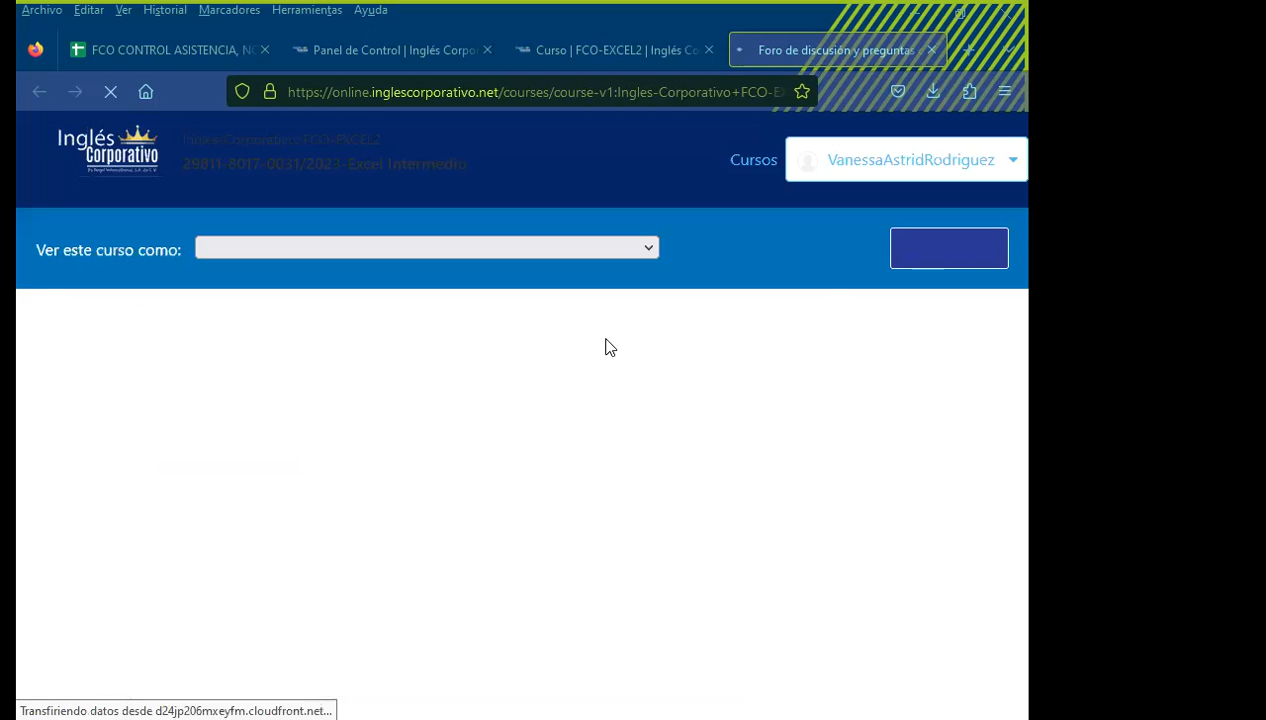 Archivo Editar Ver Historial Marcadores Herramientas Ayuda
FCO CONTROL ASISTENCIA, NO
Panel de Control | Inglés Corpo
Curso | FCO-EXCEL2 | Inglés Co
Foro de discusión y preguntas
https://online.inglescorporativo.net/courses/course-v1:Ingles-Corporativo+FCO-E
Inglés
Corporativo
Ingles-Corporativo: FCO-EXCEL2
29811-8017-0031/2023-Excel Intermedio
Cursos
VanessaAstridRodriguez
Ver este curso como:
Transfiriendo datos desde d24jp206mxeyfm.cloudfront.net...